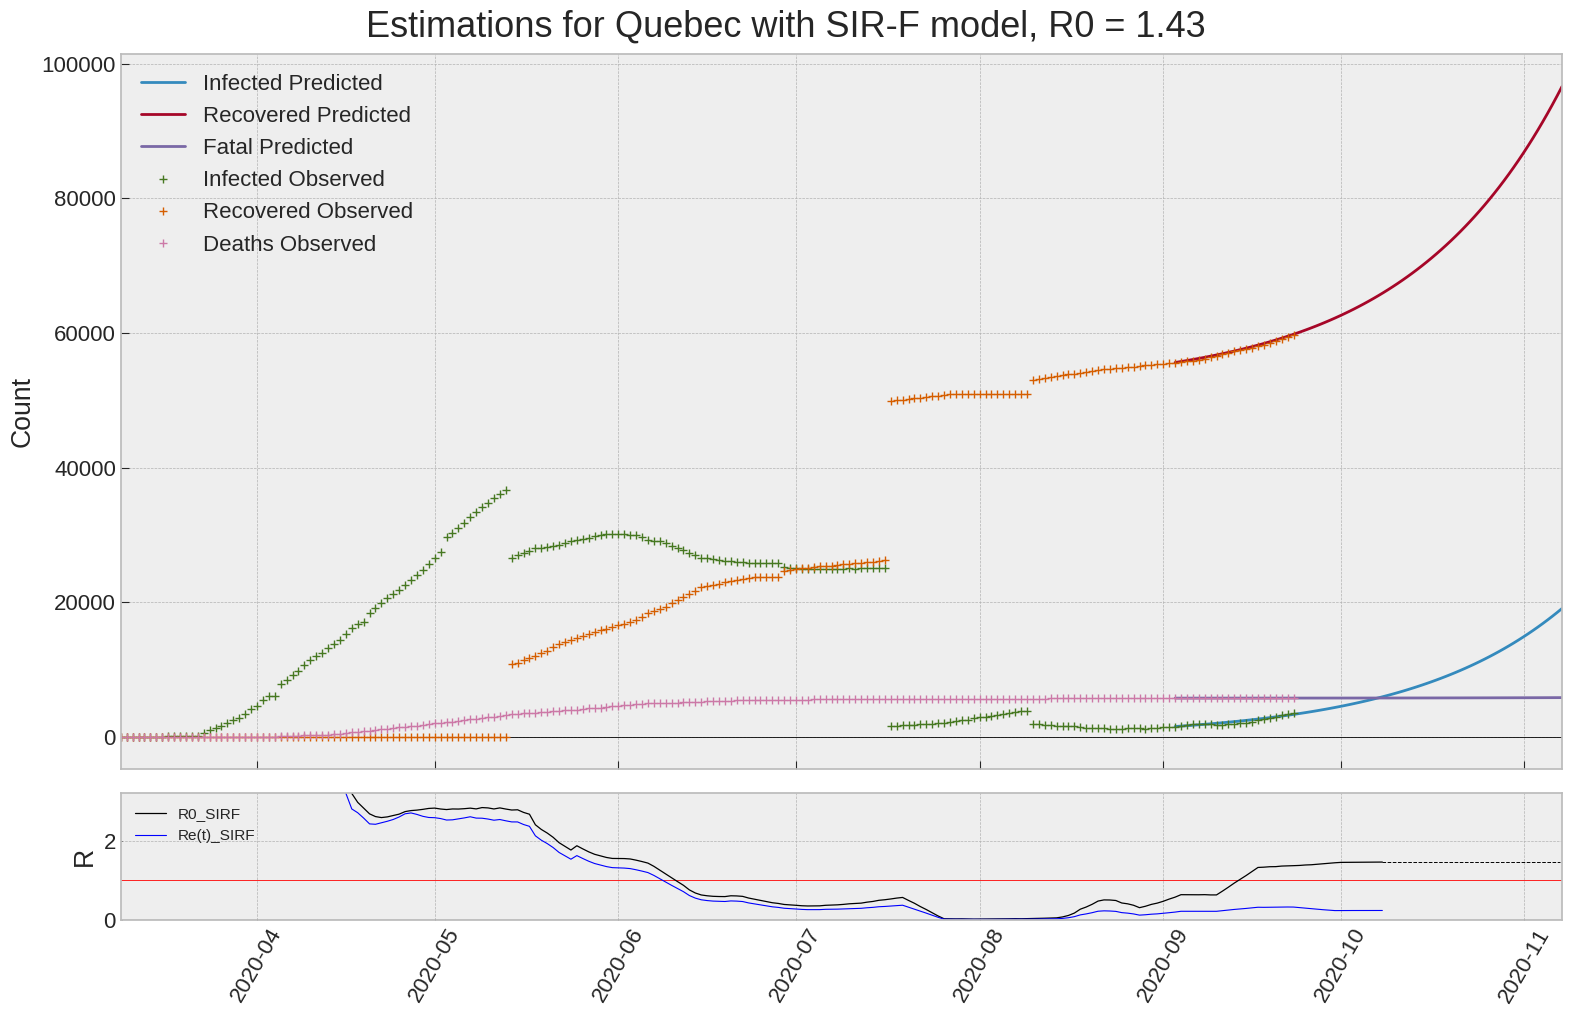 Estimations for Quebec with SIR-F model, R0 = 1.43
100000
80000
60000
40000
20000
0
Count
Infected Predicted
Recovered Predicted
Fatal Predicted
Infected Observed
Recovered Observed
Deaths Observed
2
0
R
R0_SIRF
Re(t)_SIRF
2020-04
2020-05
2020-06
2020-07
2020-08
2020-09
2020-10
2020-11